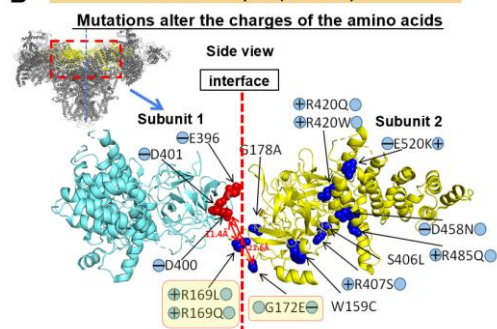 Mutations alter the charges of the amino acids
Side view
interface
Subunit 1
Subunit 2
+R420Q
+R420W
−E396
G178A
−E520K+
−D401
11.4Å
21.6Å
−D458N
−D400
S406L
+R485Q
+R407S
+R169L
+R169Q
G172E−
W159C